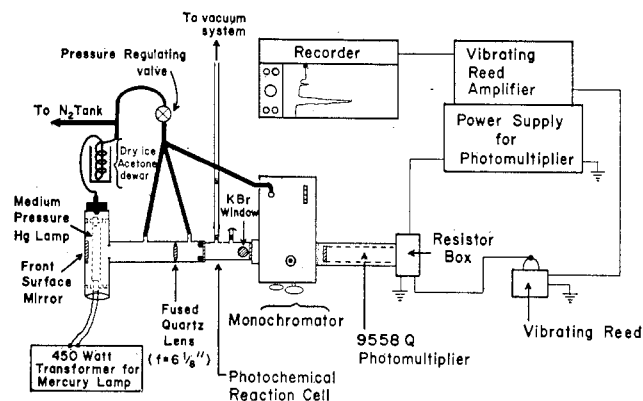 To vacuum
system
Recorder
Vibrating
Reed
Amplifier
Pressure Regulating
valve
To N2Tank
Power Supply
for
Photomultiplier
Dry ice
Acetone
dewar
KBr
Window
Medium
Pressure
Hg Lamp
Front
Surface
Mirror
Resistor
Box
Fused
Quartz
Lens
(f=6 1/8")
Monochromator
9558 Q
Photomultiplier
Vibrating Reed
450 Watt
Transformer for
Mercury Lamp
Photochemical
Reaction Cell